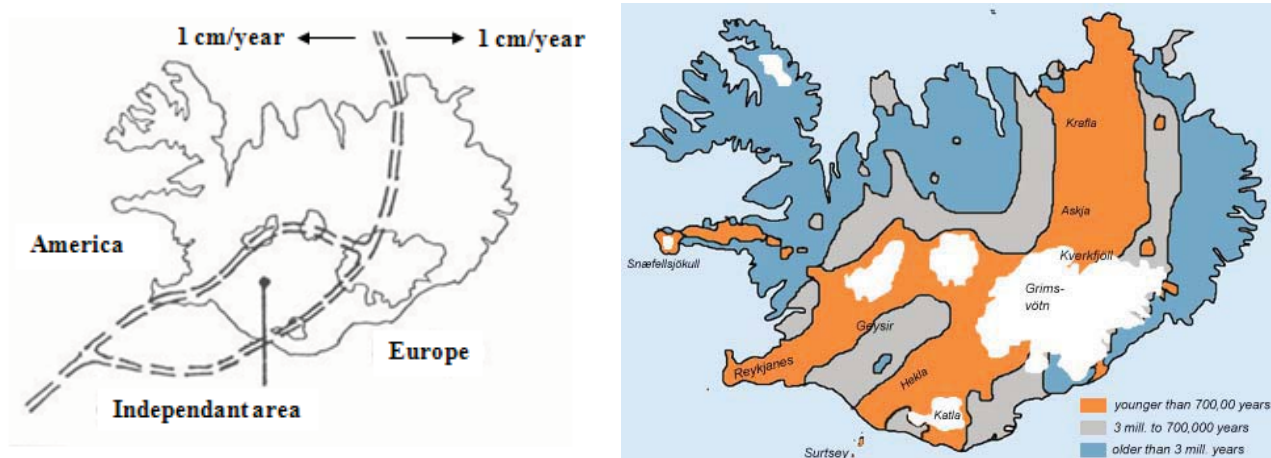 1 cm/year
1 cm/year
America
Europe
Independant area
Krafla
Askja
Kverkfjöll
Snæfellsjökull
Gríms-
vötn
Geysir
Reykjanes
Hekla
Katla
Surtsey
younger than 700,00 years
3 mill. to 700,000 years
older than 3 mill. years